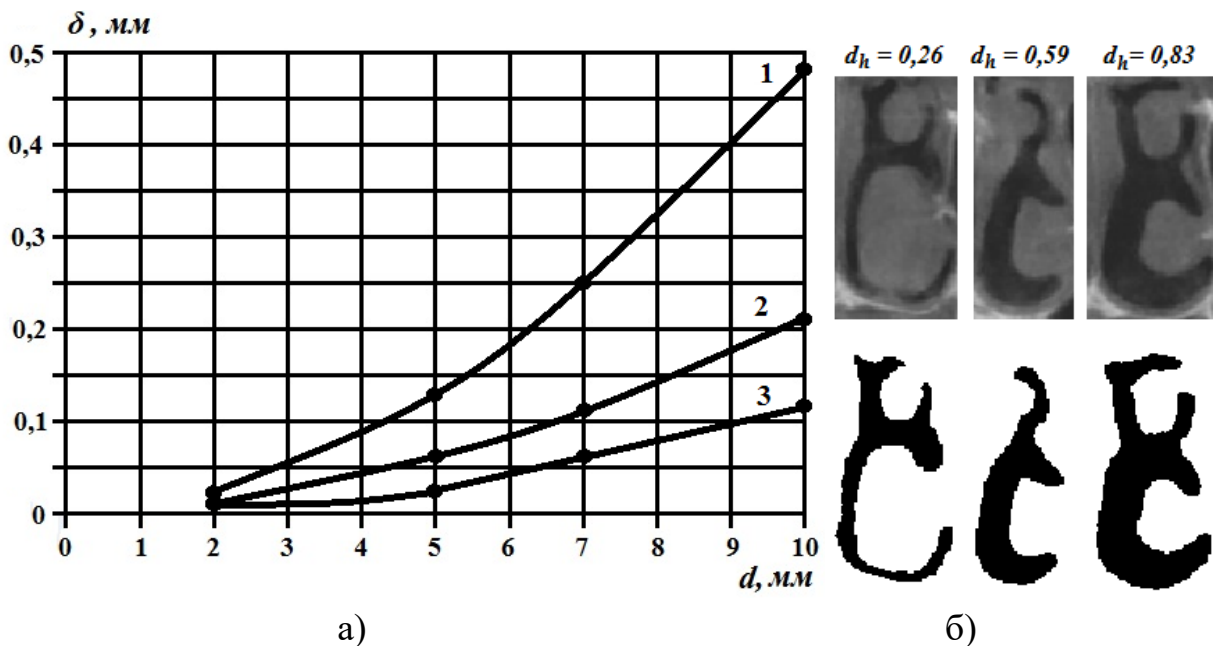 δ , мм
0,5
0,4
0,3
0,2
0,1
0
0 1 2 3 4 5 6 7 8 9 10
d, мм
1
2
3
а)
d_h = 0,26 d_h = 0,59 d_h= 0,83
б)